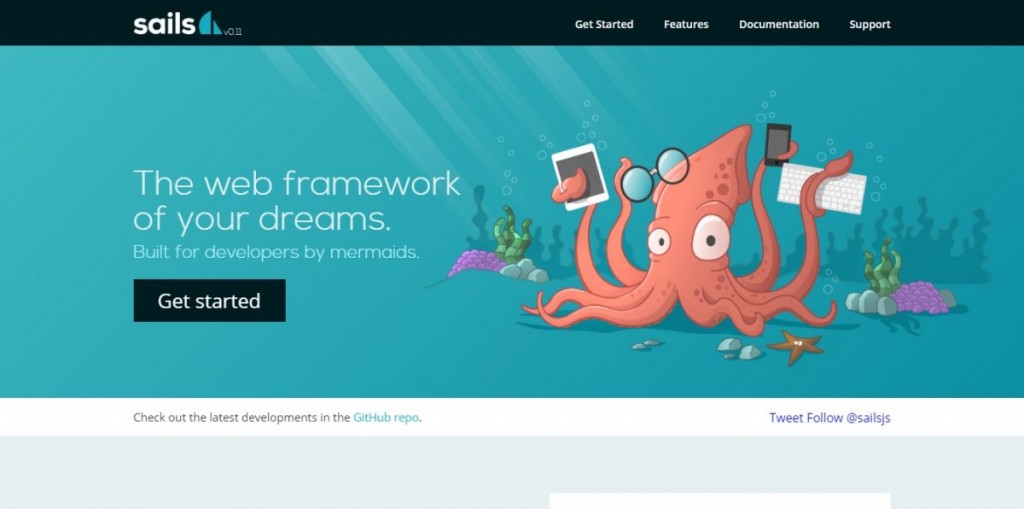 sails v0.11
Get Started Features Documentation Support
The web framework
of your dreams.
Built for developers by mermaids.
Get started
Check out the latest developments in the GitHub repo.
Tweet Follow @sailsjs